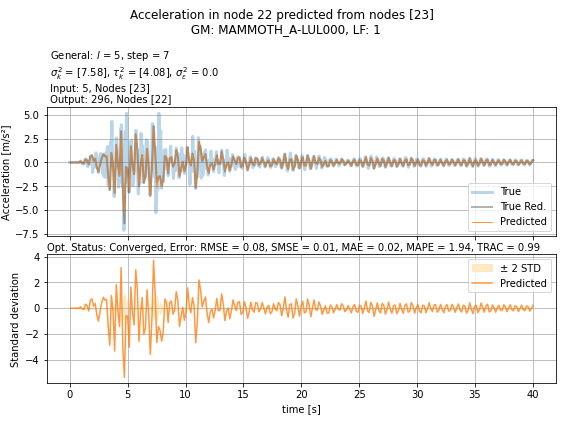 Acceleration in node 22 predicted from nodes [23]
GM: MAMMOTH_A-LUL000, LF: 1
General: l = 5, step = 7
σ²ₖ = [7.58], τ²ₖ = [4.08], σ²ε = 0.0
Input: 5, Nodes [23]
Output: 296, Nodes [22]
Acceleration [m/s²]
5.0
2.5
0.0
−2.5
−5.0
−7.5
True
True Red.
Predicted
Opt. Status: Converged, Error: RMSE = 0.08, SMSE = 0.01, MAE = 0.02, MAPE = 1.94, TRAC = 0.99
Standard deviation
4
2
0
−2
−4
± 2 STD
Predicted
0 5 10 15 20 25 30 35 40
time [s]